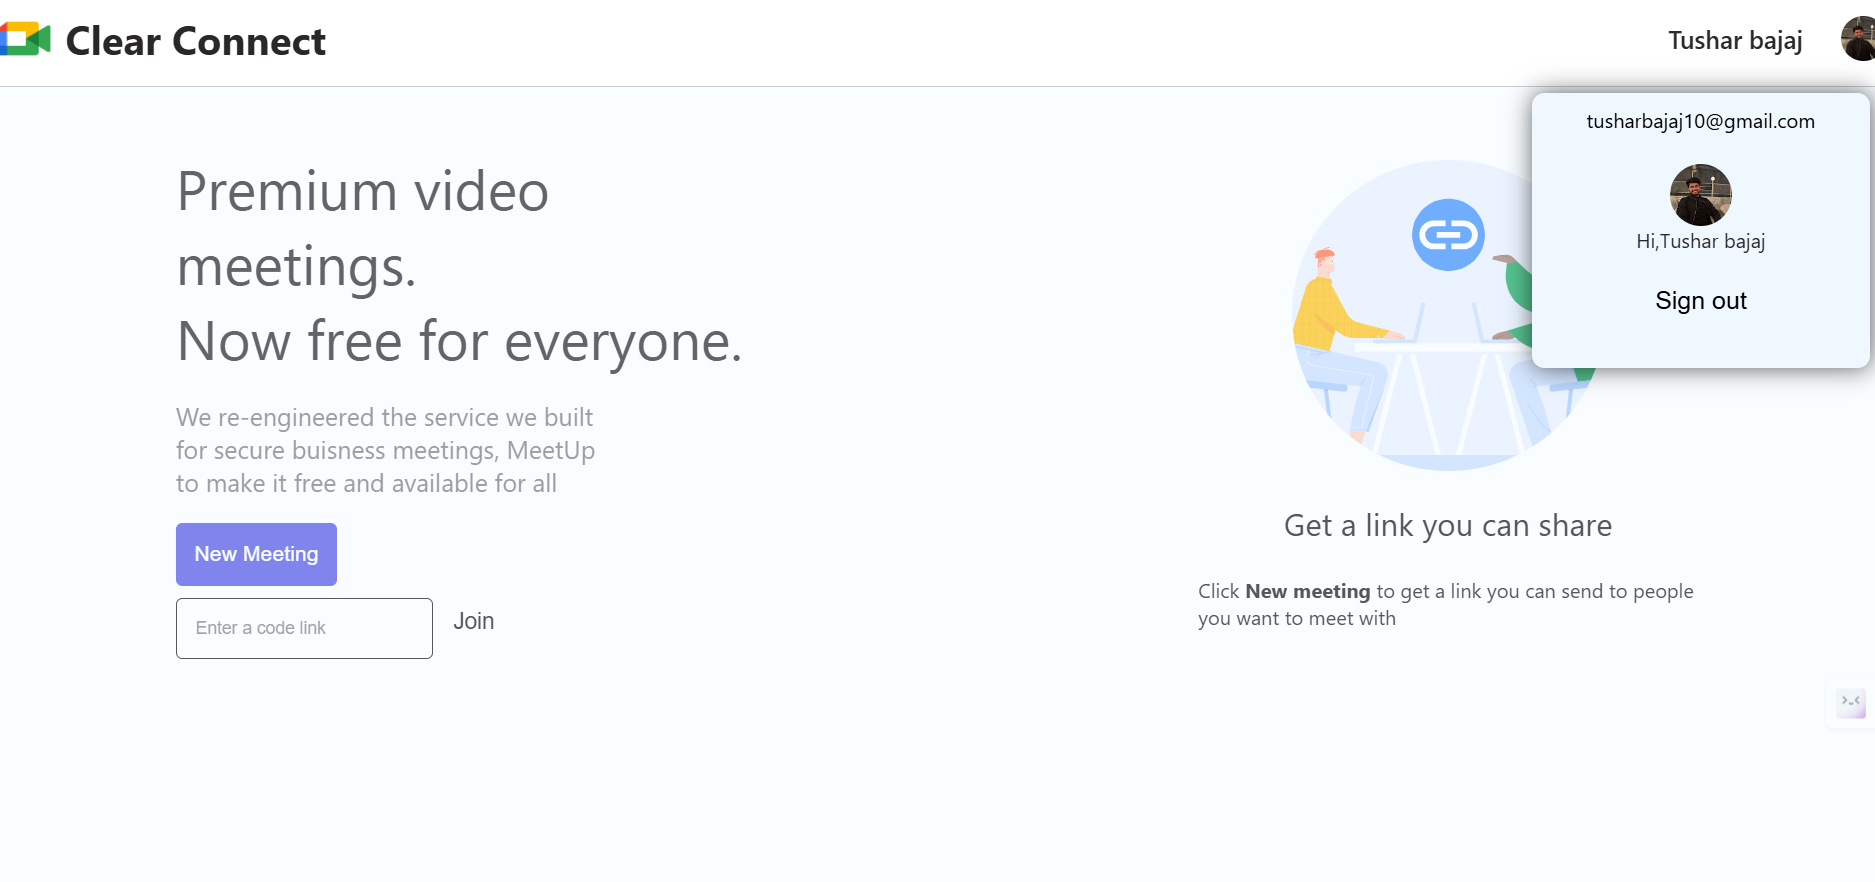 Clear Connect
Tushar bajaj
tusharbajaj10@gmail.com
Hi,Tushar bajaj
Sign out
Premium video
meetings.
Now free for everyone.
We re-engineered the service we built
for secure buisness meetings, MeetUp
to make it free and available for all
New Meeting
Enter a code link
Join
Get a link you can share
Click New meeting to get a link you can send to people
you want to meet with